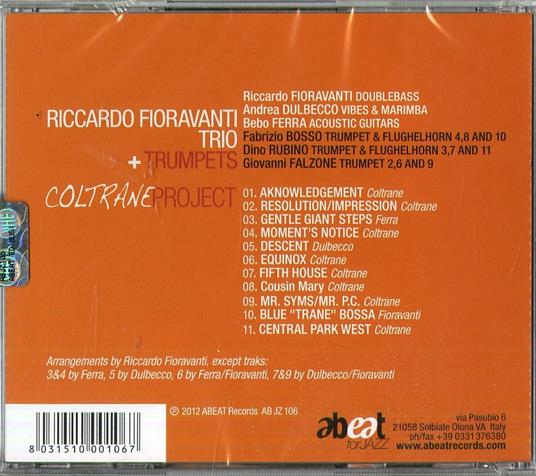 RICCARDO FIORAVANTI
TRIO
+TRUMPETS
COLTRANEPROJECT
Riccardo FIORAVANTI DOUBLEBASS
Andrea DULBECCO VIBES & MARIMBA
Bebo FERRA ACOUSTIC GUITARS
Fabrizio BOSSO TRUMPET & FLUGHELHORN 4,8 AND 10
Dino RUBINO TRUMPET & FLUGHELHORN 3,7 AND 11
Giovanni FALZONE TRUMPET 2,6 AND 9
01. AKNOWLEDGEMENT Coltrane
02. RESOLUTION/IMPRESSION Coltrane
03. GENTLE GIANT STEPS Ferra
04. MOMENT'S NOTICE Coltrane
05. DESCENT Dulbecco
06. EQUINOX Coltrane
07. FIFTH HOUSE Coltrane
08. Cousin Mary Coltrane
09. MR. SYMS/MR. P.C. Coltrane
10. BLUE "TRANE" BOSSA Fioravanti
11. CENTRAL PARK WEST Coltrane
Arrangements by Riccardo Fioravanti, except traks:
3&4 by Ferra, 5 by Dulbecco, 6 by Ferra/Fioravanti, 7&9 by Dulbecco/Fioravanti
8 031510 001067
℗ 2012 ABEAT Records AB JZ 106
abeat
forJAZZ
via Pasubio 6
21058 Solbiate Olona VA Italy
ph/fax +39 0331376380
www.abeatrecords.com